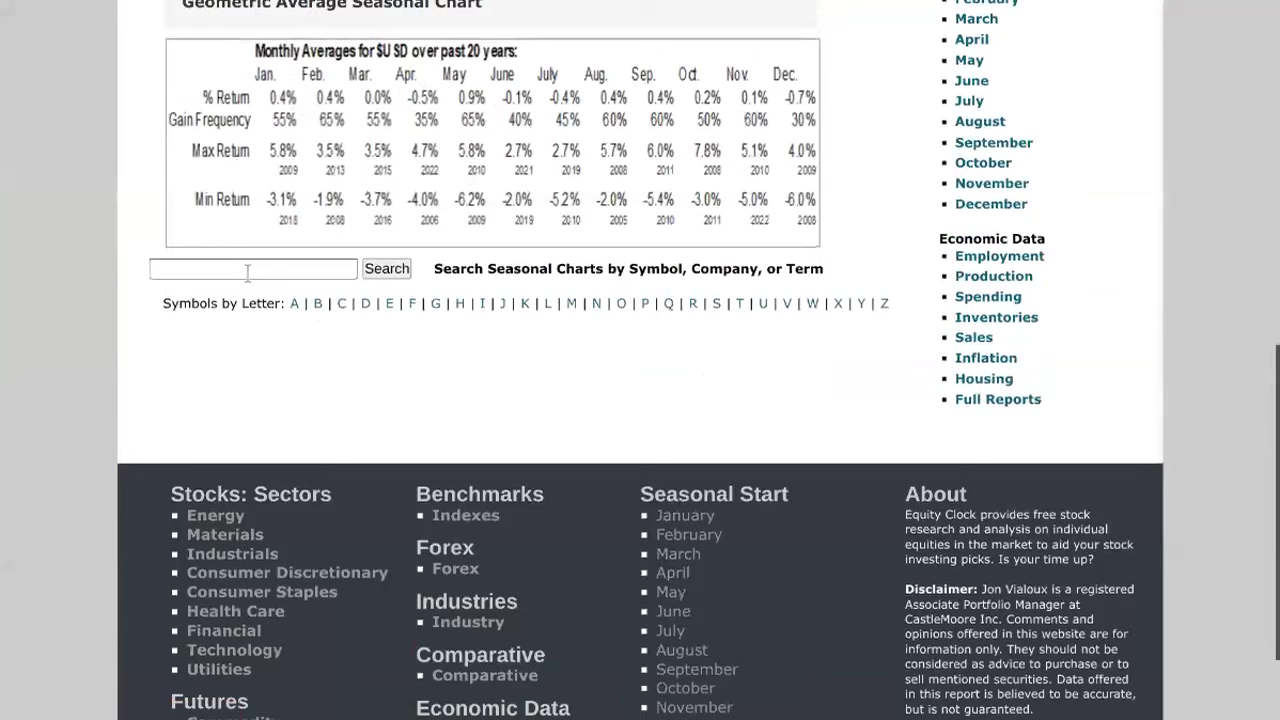 Geometric Average Seasonal Chart
Monthly Averages for $USD over past 20 years:
Jan. Feb. Mar. Apr. May June July Aug. Sep. Oct. Nov. Dec.
% Return 0.4% 0.4% 0.0% -0.5% 0.9% -0.1% -0.4% 0.4% 0.4% 0.2% 0.1% -0.7%
Gain Frequency 55% 65% 55% 35% 65% 40% 45% 60% 60% 50% 60% 30%
Max Return 5.8% 3.5% 3.5% 4.7% 5.8% 2.7% 2.7% 5.7% 6.0% 7.8% 5.1% 4.0%
2009 2013 2015 2022 2010 2021 2019 2008 2011 2008 2010 2009
Min Return -3.1% -1.9% -3.7% -4.0% -6.2% -2.0% -5.2% -2.0% -5.4% -3.0% -5.0% -6.0%
2018 2008 2016 2006 2009 2019 2010 2005 2010 2011 2022 2008
Search Search Seasonal Charts by Symbol, Company, or Term
Symbols by Letter: A | B | C | D | E | F | G | H | I | J | K | L | M | N | O | P | Q | R | S | T | U | V | W | X | Y | Z
February
March
April
May
June
July
August
September
October
November
December
Economic Data
Employment
Production
Spending
Inventories
Sales
Inflation
Housing
Full Reports
Stocks: Sectors
Energy
Materials
Industrials
Consumer Discretionary
Consumer Staples
Health Care
Financial
Technology
Utilities
Futures
Benchmarks
Indexes
Forex
Forex
Industries
Industry
Comparative
Comparative
Economic Data
Seasonal Start
January
February
March
April
May
June
July
August
September
October
November
About
Equity Clock provides free stock
research and analysis on individual
equities in the market to aid your stock
investing picks. Is your time up?
Disclaimer: Jon Vialoux is a registered
Associate Portfolio Manager at
CastleMoore Inc. Comments and
opinions offered in this website are for
information only. They should not be
considered as advice to purchase or to
sell mentioned securities. Data offered
in this report is believed to be accurate,
but is not guaranteed.